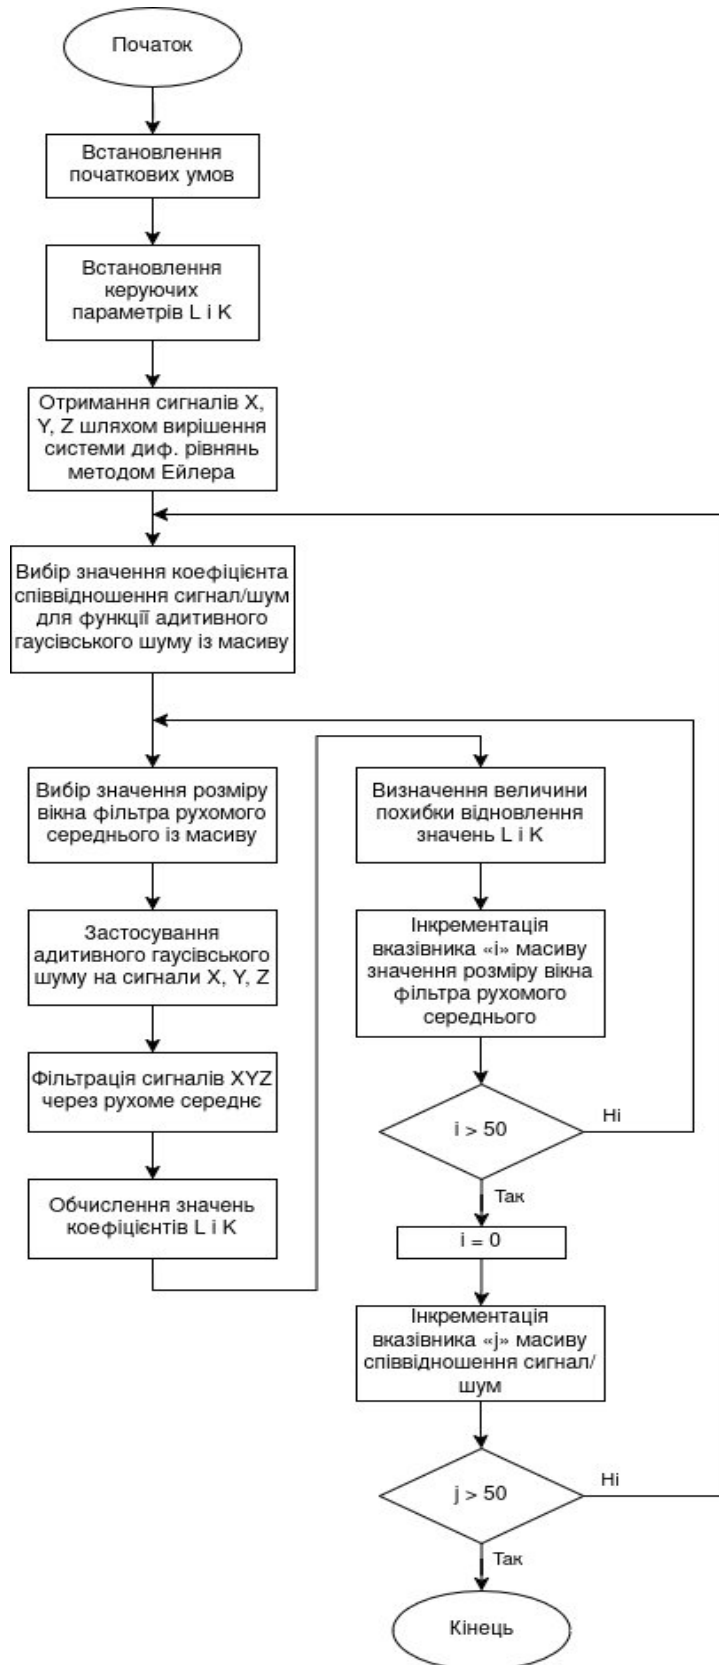 Початок
Встановлення
початкових умов
Встановлення
керуючих
параметрів L і K
Отримання сигналів X,
Y, Z шляхом вирішення
системи диф. рівнянь
методом Ейлера
Вибір значення коефіцієнта
співвідношення сигнал/шум
для функції адитивного
гаусівського шуму із масиву
Вибір значення розміру
вікна фільтра рухомого
середнього із масиву
Застосування
адитивного гаусівського
шуму на сигнали X, Y, Z
Фільтрація сигналів XYZ
через рухоме середнє
Обчислення значень
коефіцієнтів L і K
Визначення величини
похибки відновлення
значень L і K
Інкрементація
вказівника «i» масиву
значення розміру вікна
фільтра рухомого
середнього
i > 50
Ні
Так
i = 0
Інкрементація
вказівника «j» масиву
співвідношення сигнал/
шум
j > 50
Ні
Так
Кінець